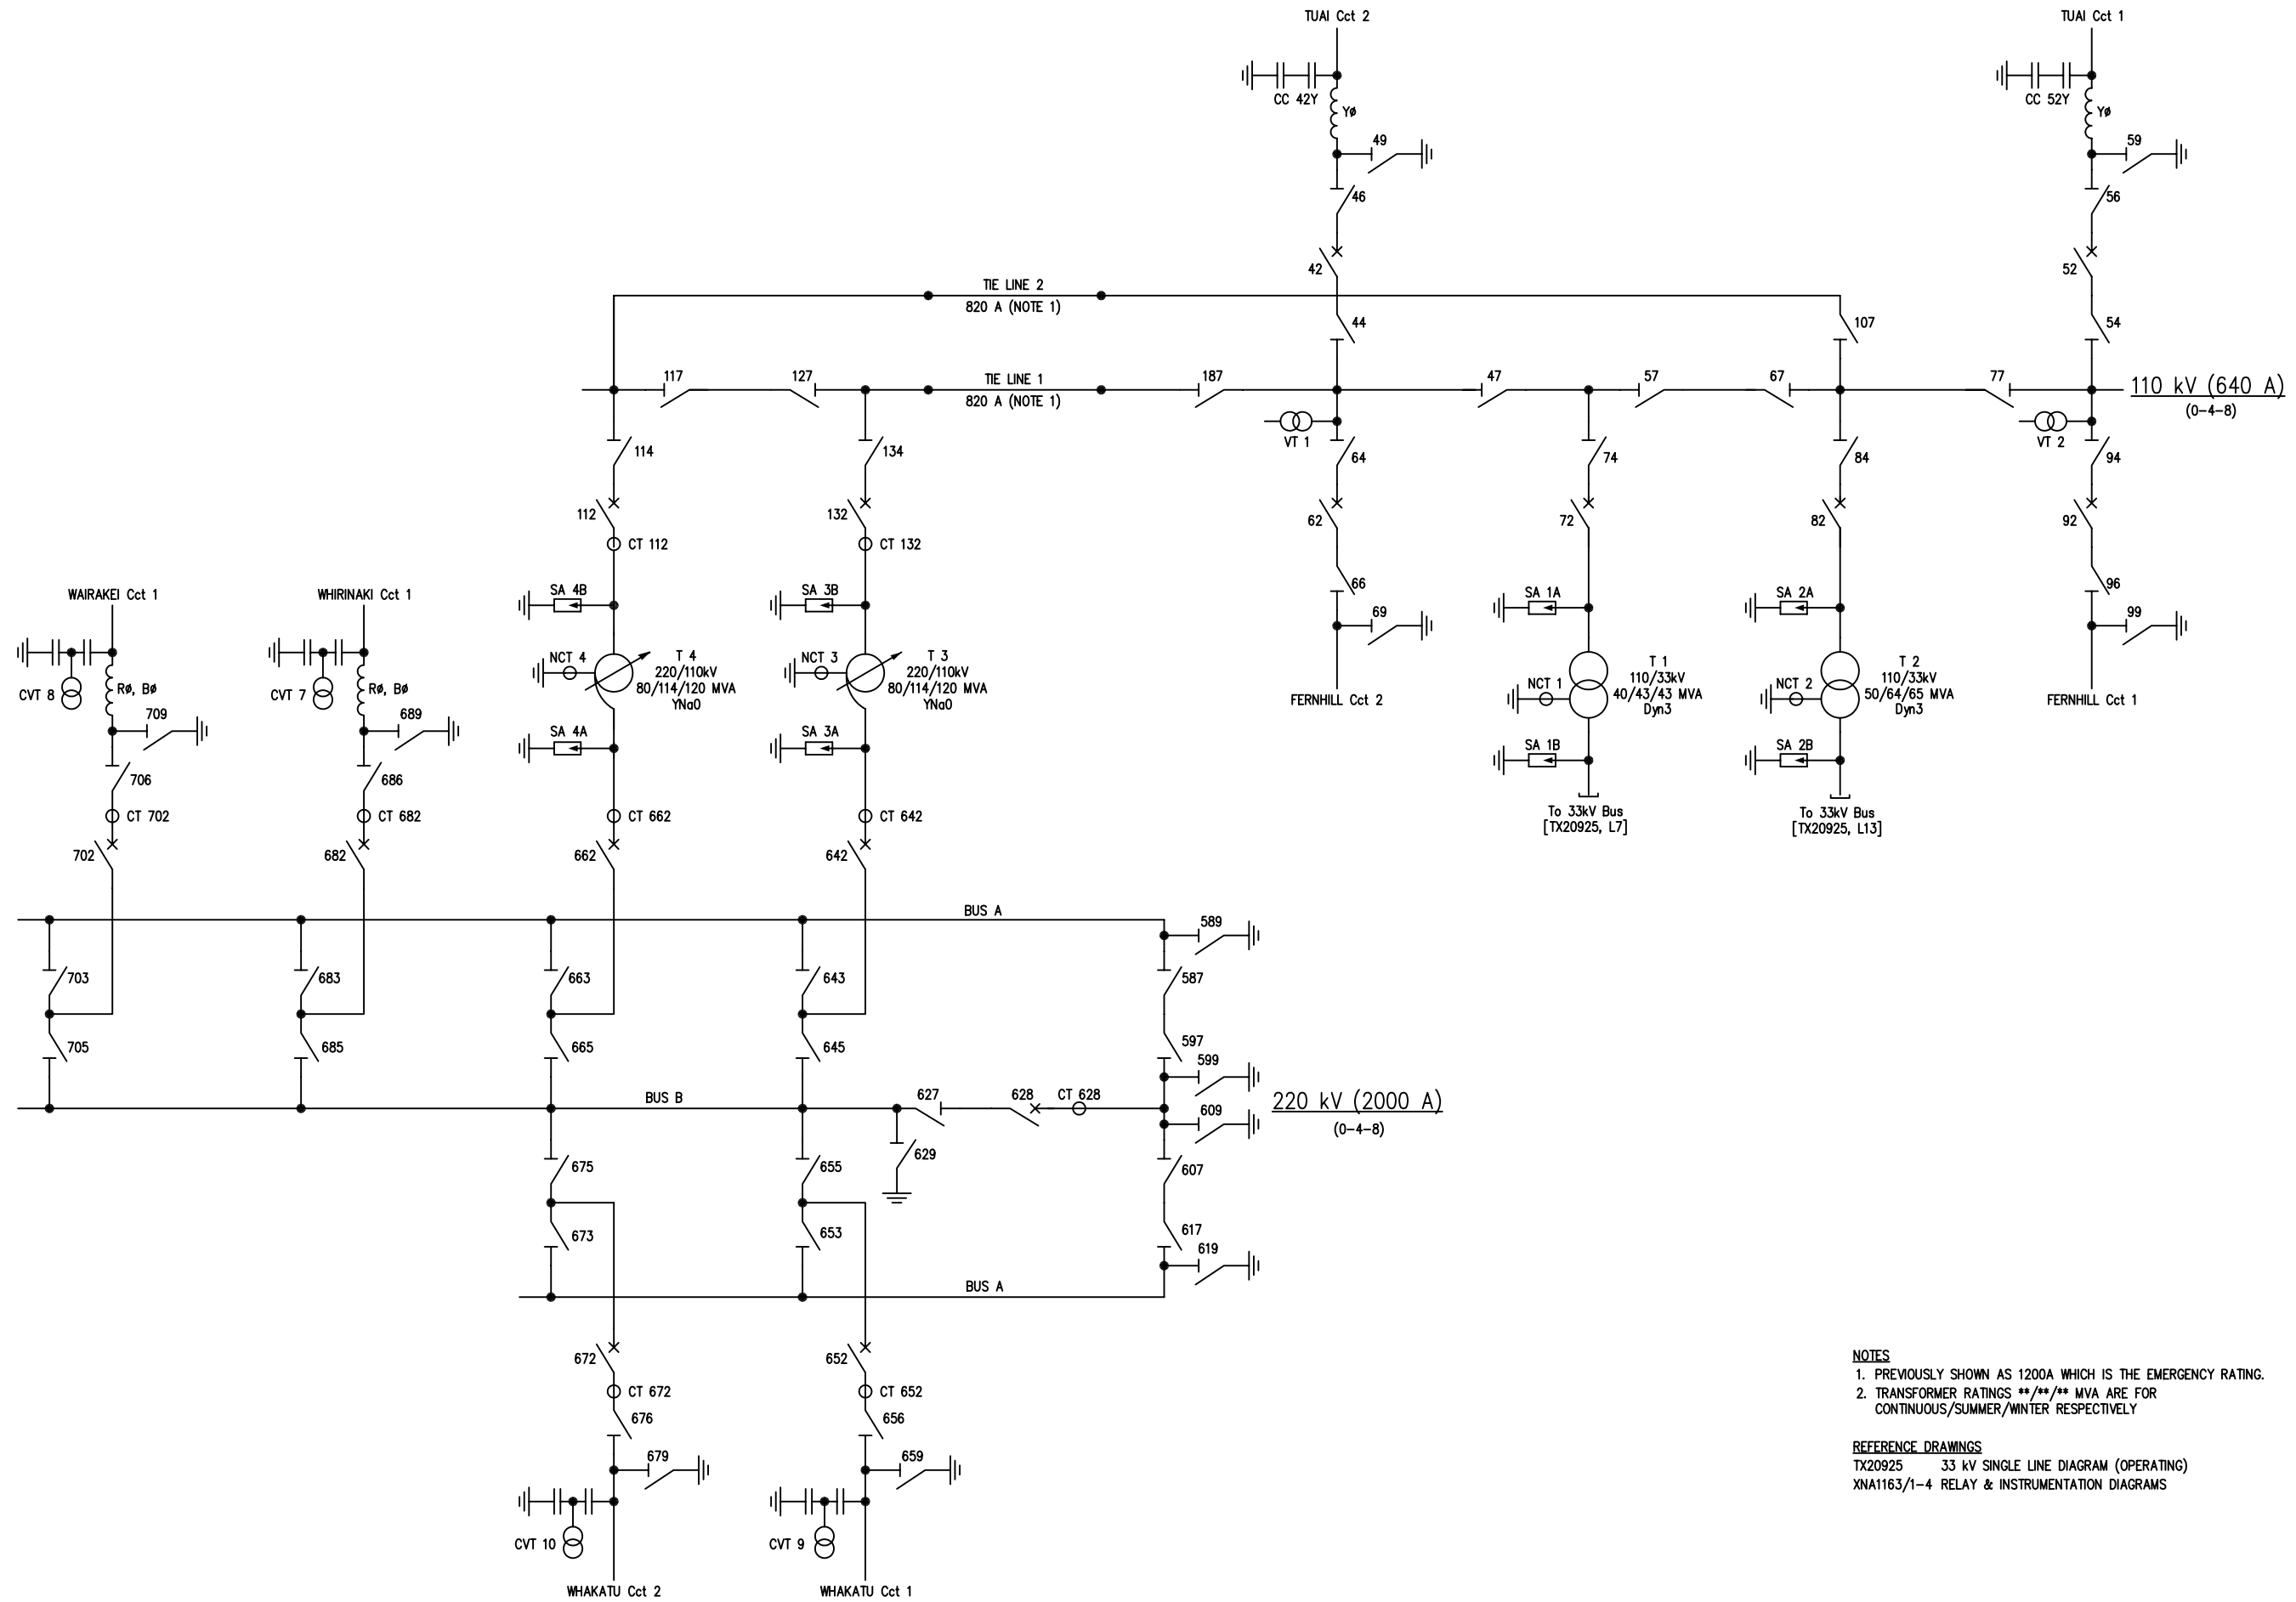 TUAI Cct 2
TUAI Cct 1
CC 42Y
Yø
CC 52Y
Yø
49
59
46
56
42
52
TIE LINE 2
820 A (NOTE 1)
44
107
54
117
127
TIE LINE 1
820 A (NOTE 1)
187
47
57
67
77
110 kV (640 A)
(0-4-8)
VT 1
VT 2
114
134
64
74
84
94
112
132
62
72
82
92
CT 112
CT 132
66
96
WAIRAKEI Cct 1
WHIRINAKI Cct 1
SA 4B
SA 3B
SA 1A
SA 2A
69
99
CVT 8
Rø, Bø
CVT 7
Rø, Bø
NCT 4
T 4
220/110kV
80/114/120 MVA
YNa0
NCT 3
T 3
220/110kV
80/114/120 MVA
YNa0
FERNHILL Cct 2
NCT 1
T 1
110/33kV
40/43/43 MVA
Dyn3
NCT 2
T 2
110/33kV
50/64/65 MVA
Dyn3
FERNHILL Cct 1
709
689
SA 4A
SA 3A
SA 1B
SA 2B
706
686
CT 702
CT 682
CT 662
CT 642
To 33kV Bus
[TX20925, L7]
To 33kV Bus
[TX20925, L13]
702
682
662
642
BUS A
589
703
683
663
643
587
705
685
665
645
597
599
BUS B
627
628
CT 628
609
220 kV (2000 A)
(0-4-8)
629
675
655
607
673
653
617
619
BUS A
672
652
CT 672
CT 652
676
656
679
659
CVT 10
CVT 9
WHAKATU Cct 2
WHAKATU Cct 1
NOTES
1. PREVIOUSLY SHOWN AS 1200A WHICH IS THE EMERGENCY RATING.
2. TRANSFORMER RATINGS **/**/** MVA ARE FOR
CONTINUOUS/SUMMER/WINTER RESPECTIVELY
REFERENCE DRAWINGS
TX20925 33 kV SINGLE LINE DIAGRAM (OPERATING)
XNA1163/1-4 RELAY & INSTRUMENTATION DIAGRAMS